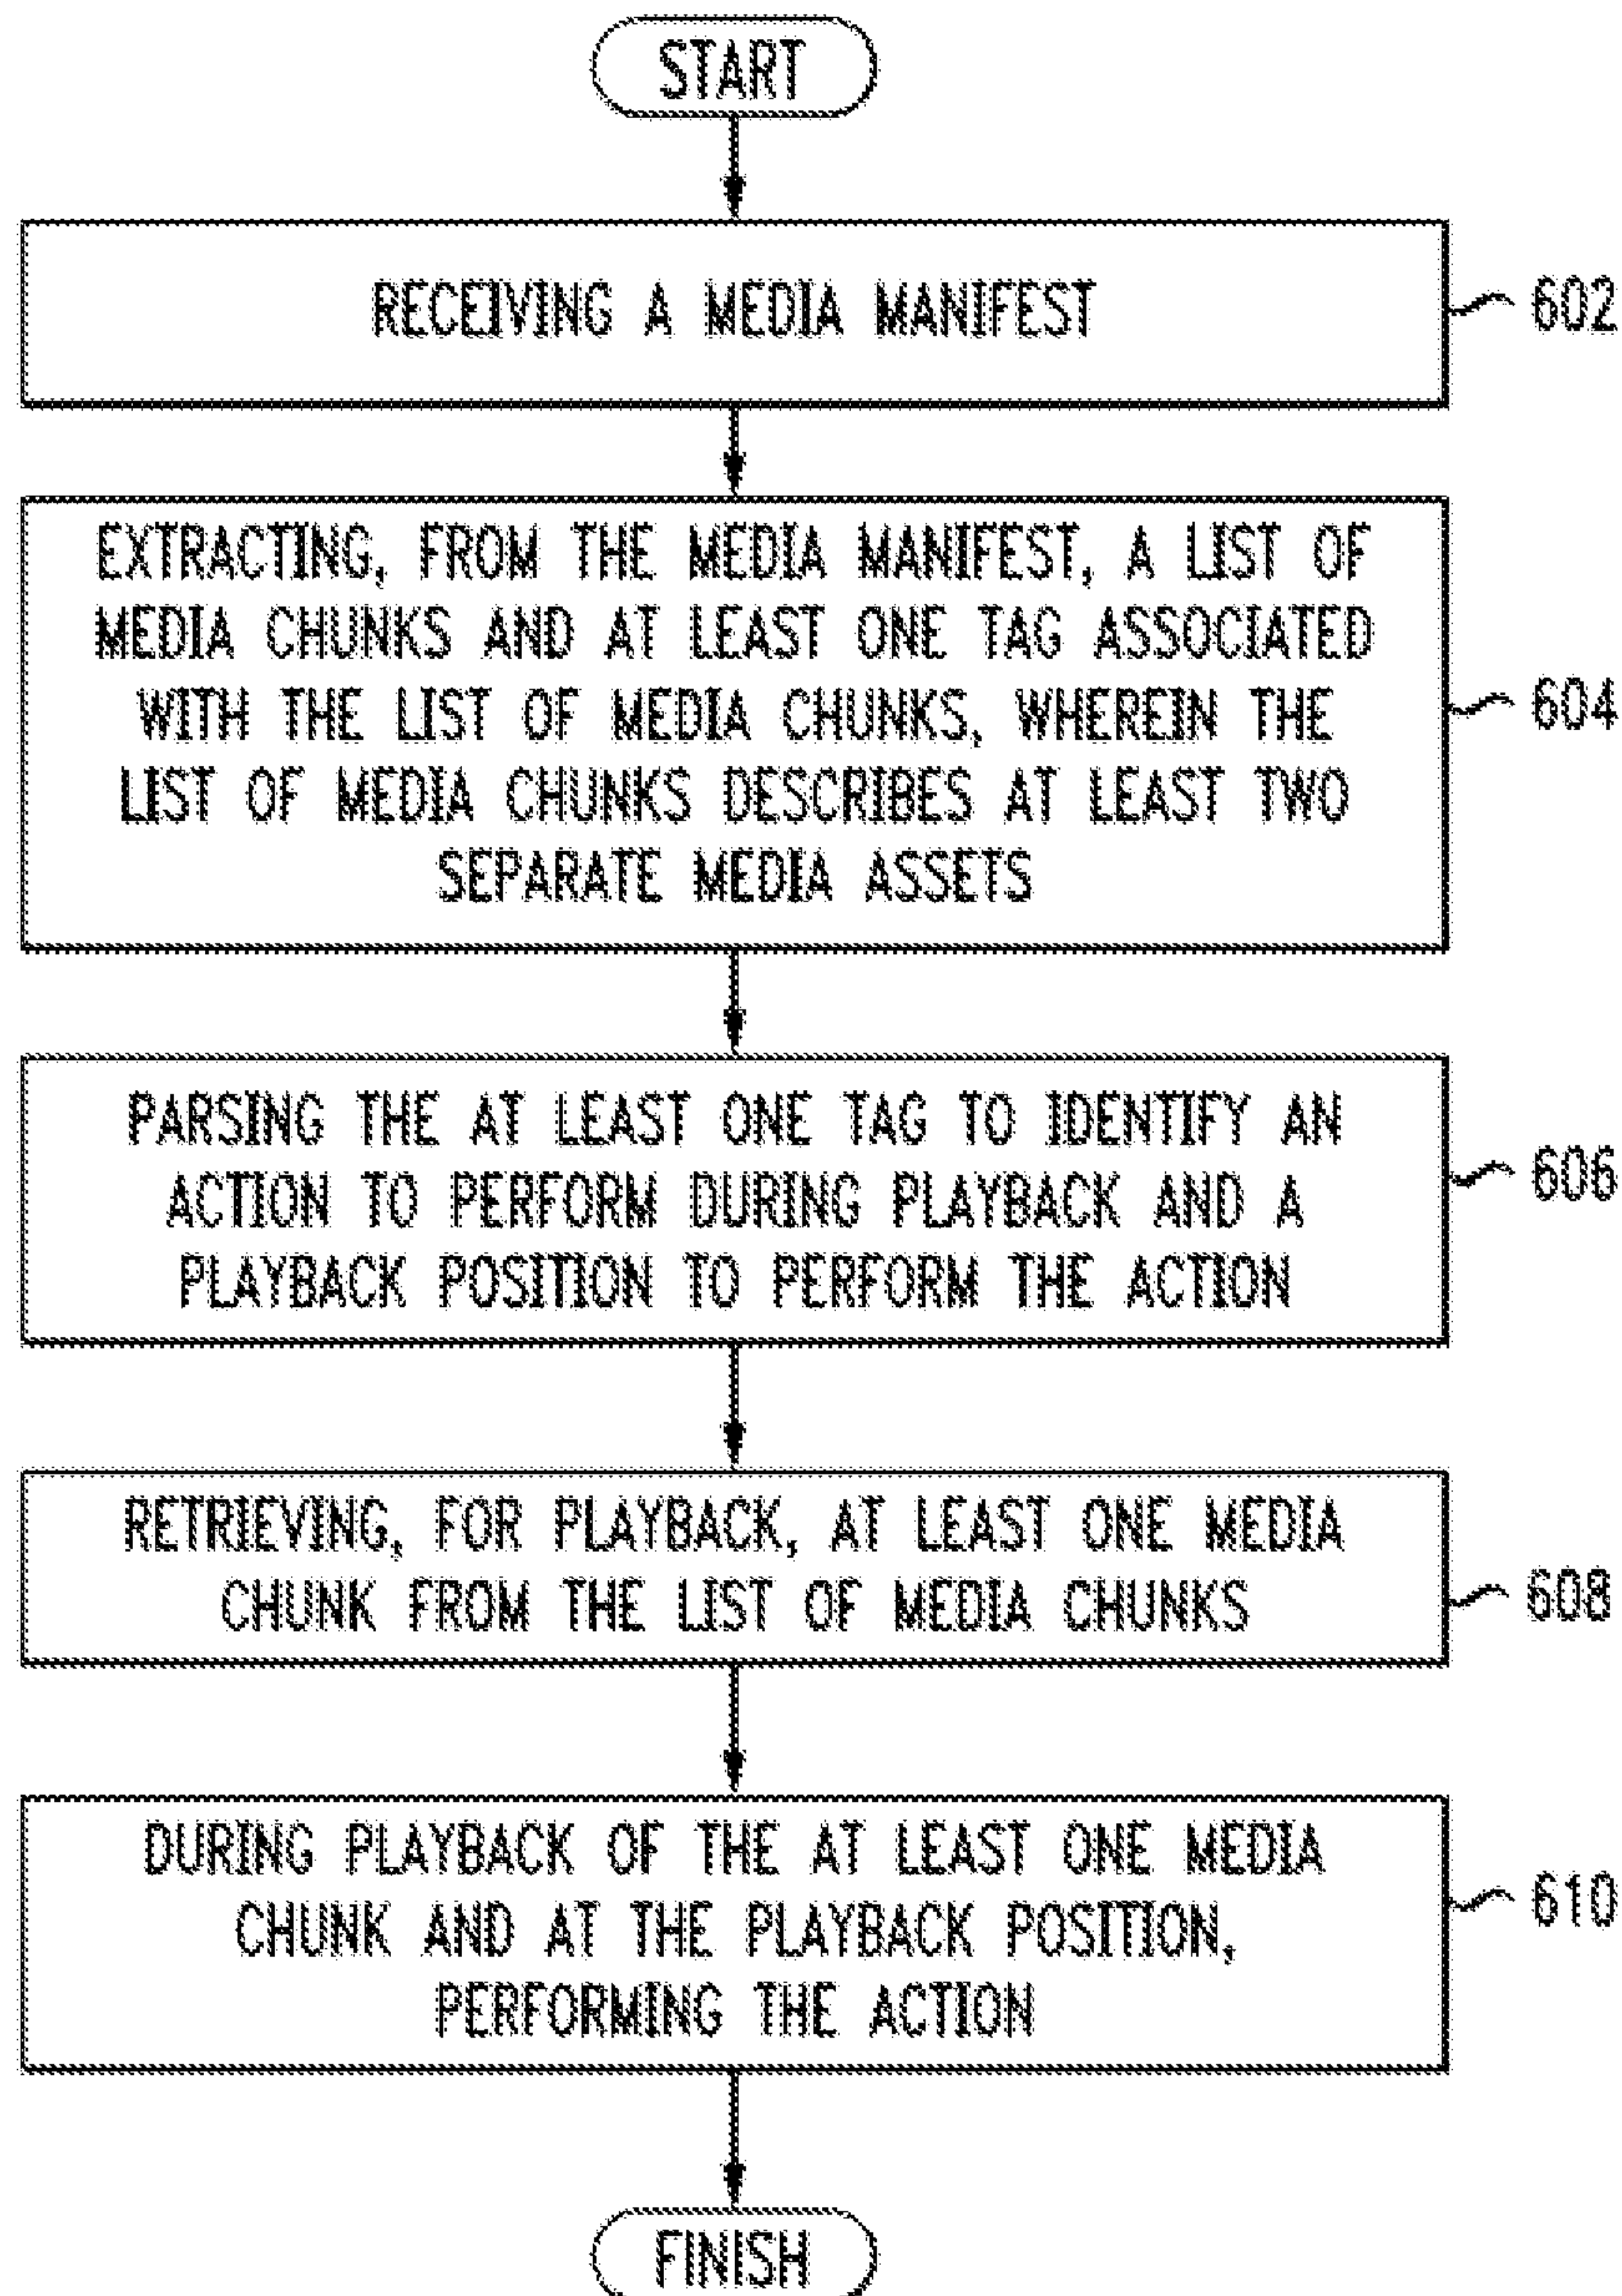 START
RECEIVING A MEDIA MANIFEST
602
EXTRACTING, FROM THE MEDIA MANIFEST, A LIST OF
MEDIA CHUNKS AND AT LEAST ONE TAG ASSOCIATED
WITH THE LIST OF MEDIA CHUNKS, WHEREIN THE
LIST OF MEDIA CHUNKS DESCRIBES AT LEAST TWO
SEPARATE MEDIA ASSETS
604
PARSING THE AT LEAST ONE TAG TO IDENTIFY AN
ACTION TO PERFORM DURING PLAYBACK AND A
PLAYBACK POSITION TO PERFORM THE ACTION
606
RETRIEVING, FOR PLAYBACK, AT LEAST ONE MEDIA
CHUNK FROM THE LIST OF MEDIA CHUNKS
608
DURING PLAYBACK OF THE AT LEAST ONE MEDIA
CHUNK AND AT THE PLAYBACK POSITION,
PERFORMING THE ACTION
610
FINISH